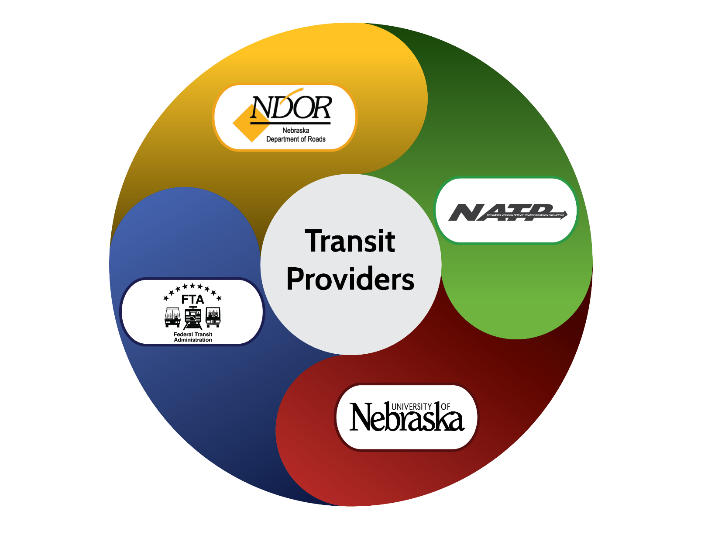 NDOR
Nebraska
Department of Roads
NATP
Transit
Providers
FTA
Federal Transit
Administration
UNIVERSITY OF
Nebraska